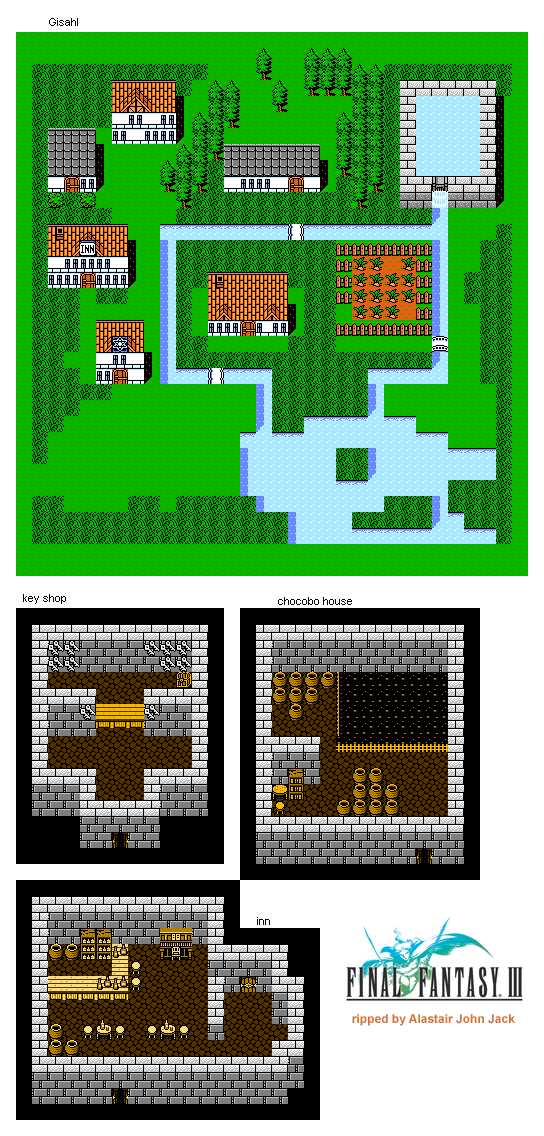 Gisahl
INN
key shop
chocobo house
inn
FINAL FANTASY. III
ripped by Alastair John Jack